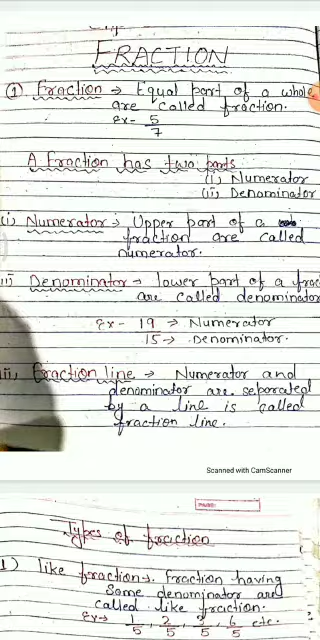 FRACTION
① Fraction → Equal part of a whole
are called fraction.
Ex- 5/7
A fraction has two parts
(i) Numerator
(ii) Denominator
(i) Numerator → Upper part of a
fraction are called
numerator.
ii) Denominator → lower part of a frac
are called denominator
Ex- 19 → Numerator
15 → Denominator.
iii) Fraction line → Numerator and
denominator are separated
by a line is called
fraction line.
Scanned with CamScanner
PAGE:
Types of fraction
1) like fraction → Fraction having
Same denominator are
called like fraction.
Ex → 1/5, 2/5, 3/5, 6/5 etc.